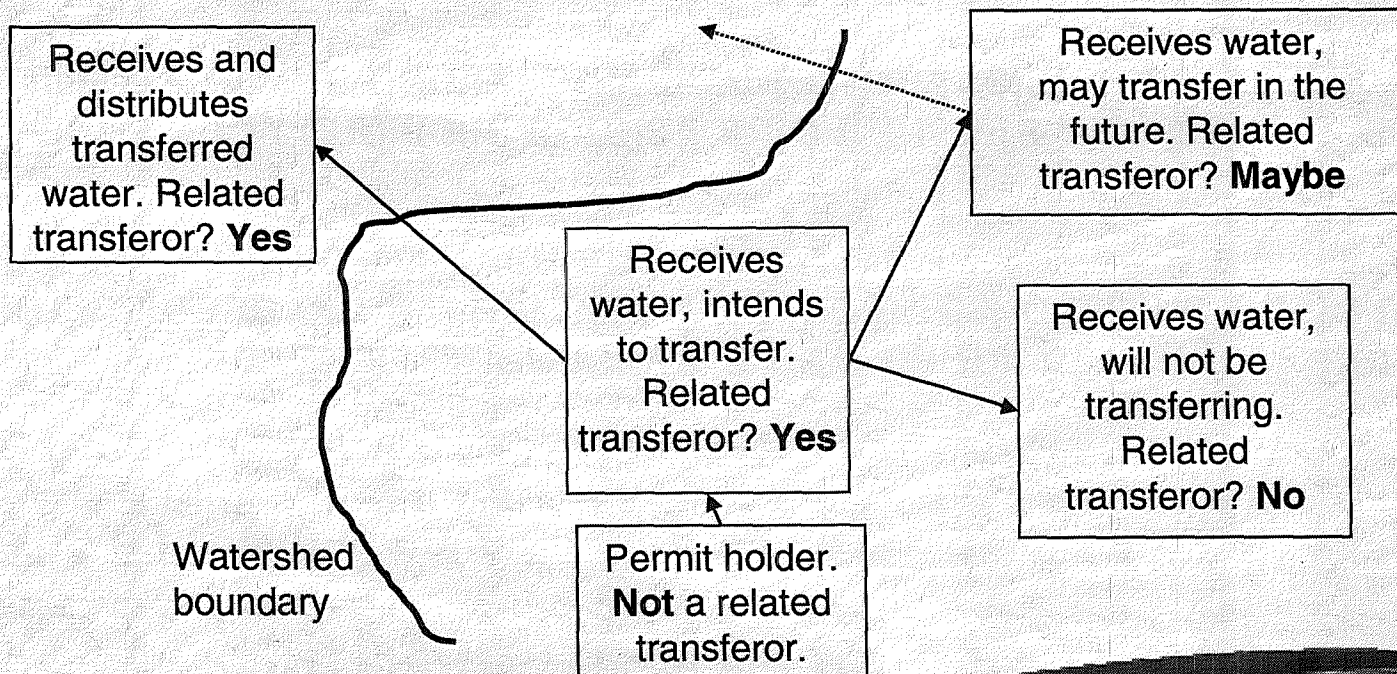 Receives and
distributes
transferred
water. Related
transferor? Yes
Receives water,
may transfer in the
future. Related
transferor? Maybe
Receives
water, intends
to transfer.
Related
transferor? Yes
Receives water,
will not be
transferring.
Related
transferor? No
Watershed
boundary
Permit holder.
Not a related
transferor.